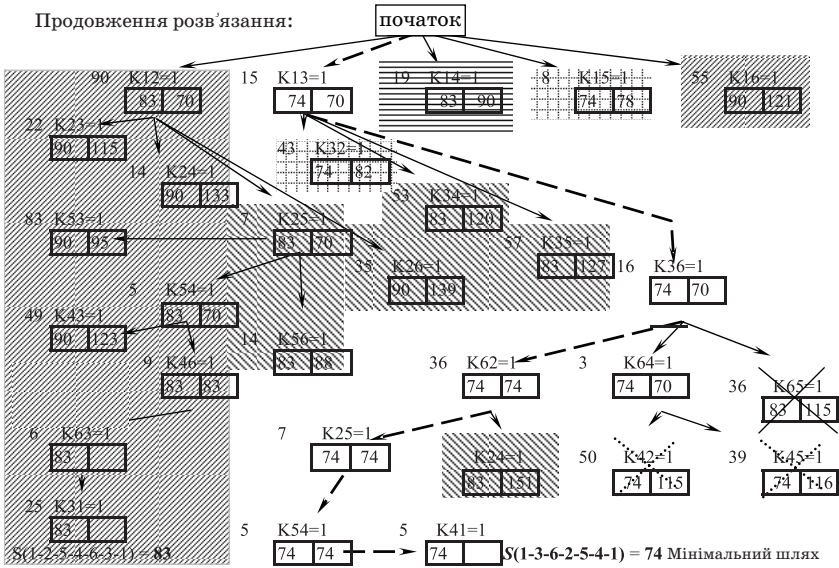 Продовження розв'язання:
початок
90 K12=1
83 70
15 K13=1
74 70
19 K14=1
83 90
8 K15=1
74 78
55 K16=1
90 121
22 K23=1
90 115
43 K32=1
74 82
14 K24=1
90 133
53 K34=1
83 120
83 K53=1
90 95
7 K25=1
83 70
57 K35=1
83 127
35 K26=1
90 139
16 K36=1
74 70
5 K54=1
83 70
49 K43=1
90 123
14 K56=1
83 88
9 K46=1
83 83
36 K62=1
74 74
3 K64=1
74 70
36 K65=1
83 115
6 K63=1
83
7 K25=1
74 74
K24=1
83 151
50 K42=1
74 115
39 K45=1
74 116
25 K31=1
83
5 K54=1
74 74
5 K41=1
74
S(1-2-5-4-6-3-1) = 83
S(1-3-6-2-5-4-1) = 74 Мінімальний шлях